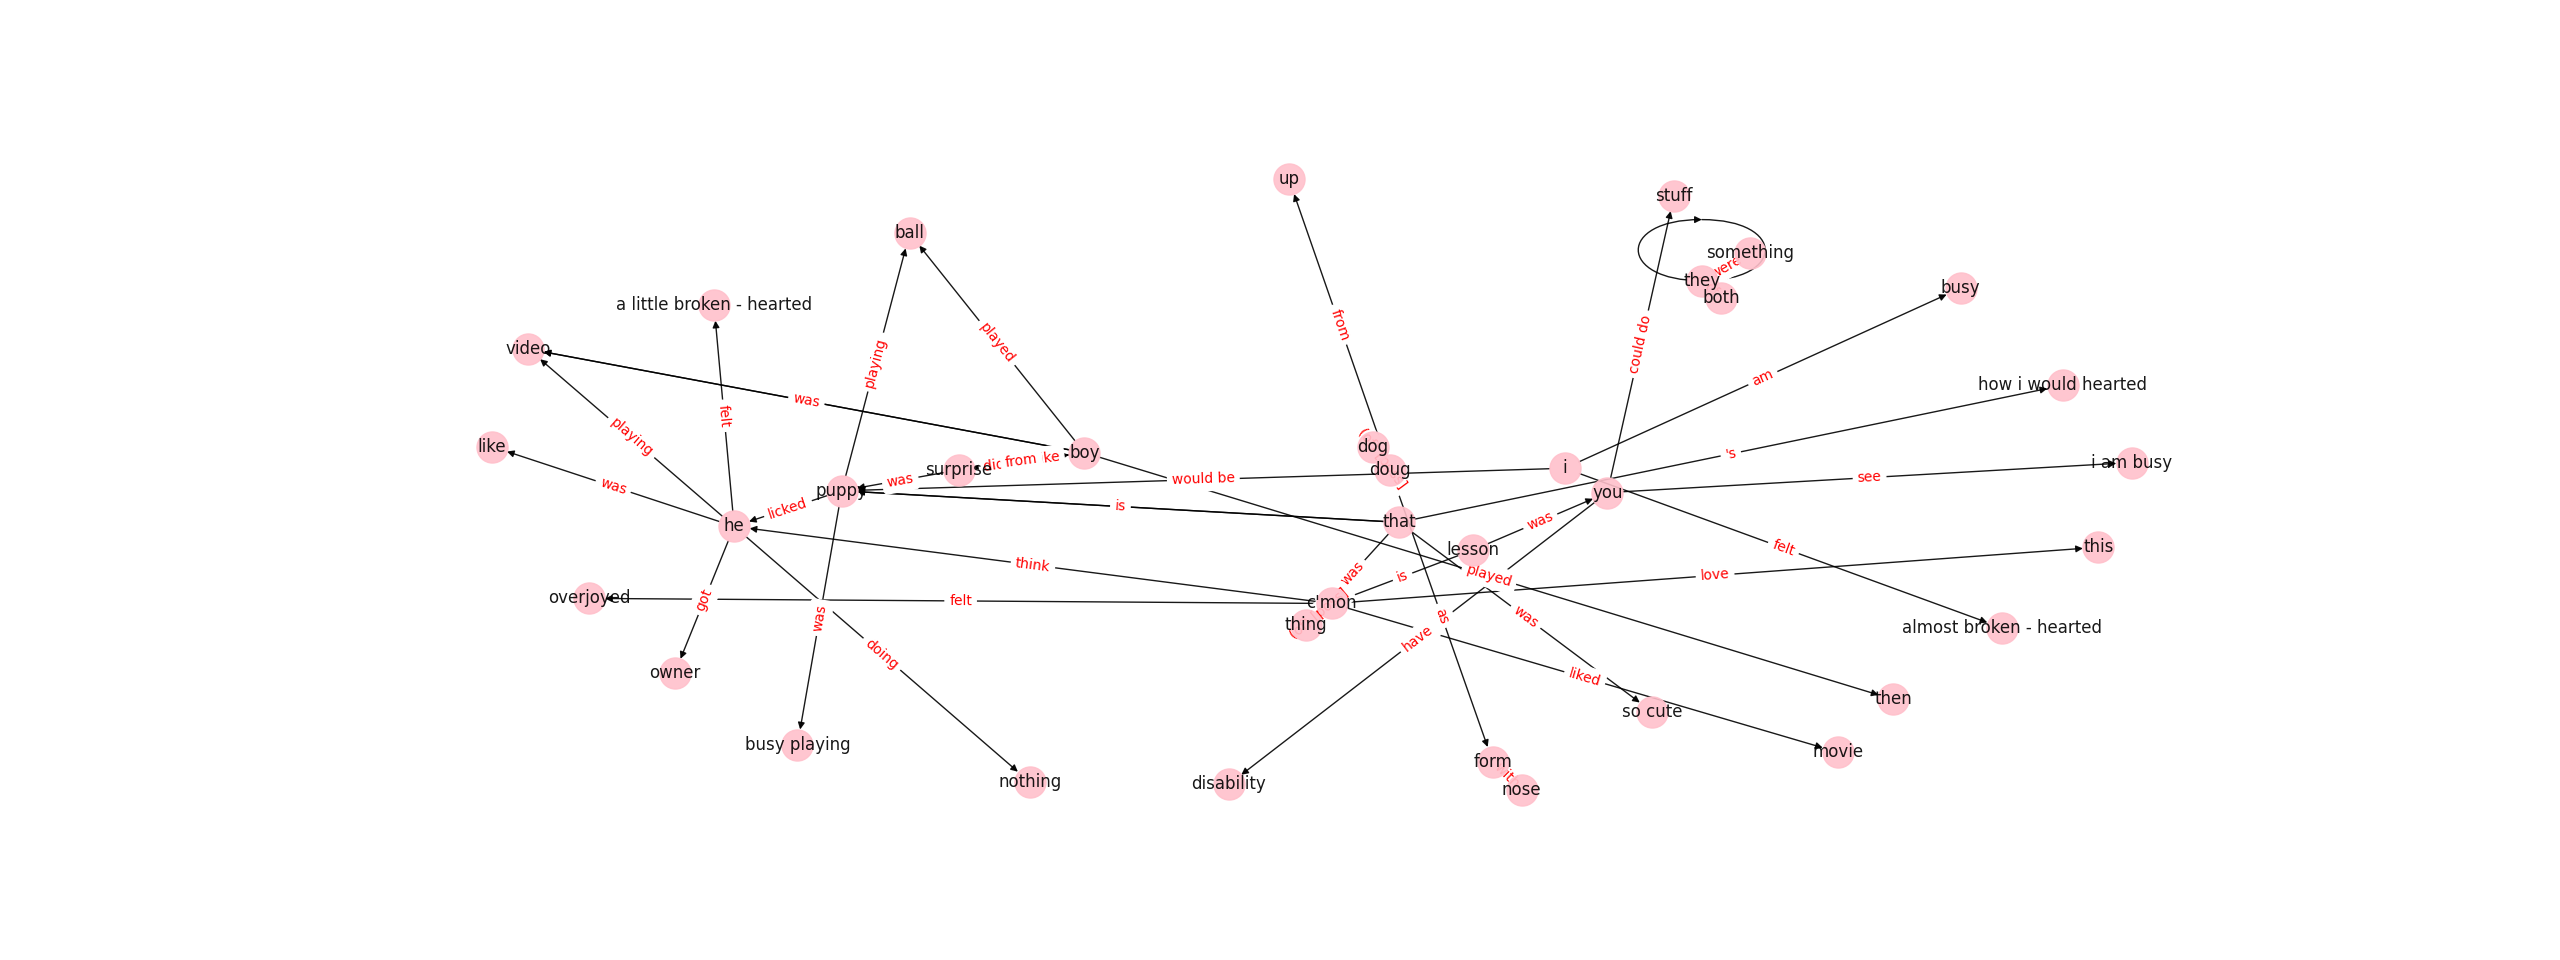 up
stuff
ball
something
were
they
both
busy
a little broken - hearted
from
played
could do
video
playing
am
how i would hearted
was
felt
playing
like
dog
boy
from
surprise
doug
i
's
i am busy
would be
see
was
puppy
you
was
licked
is
he
that
was
lesson
felt
this
think
was
is
played
love
overjoyed
got
felt
c'mon
was
thing
as
was
have
almost broken - hearted
doing
owner
liked
then
so cute
busy playing
form
movie
nothing
disability
it
nose